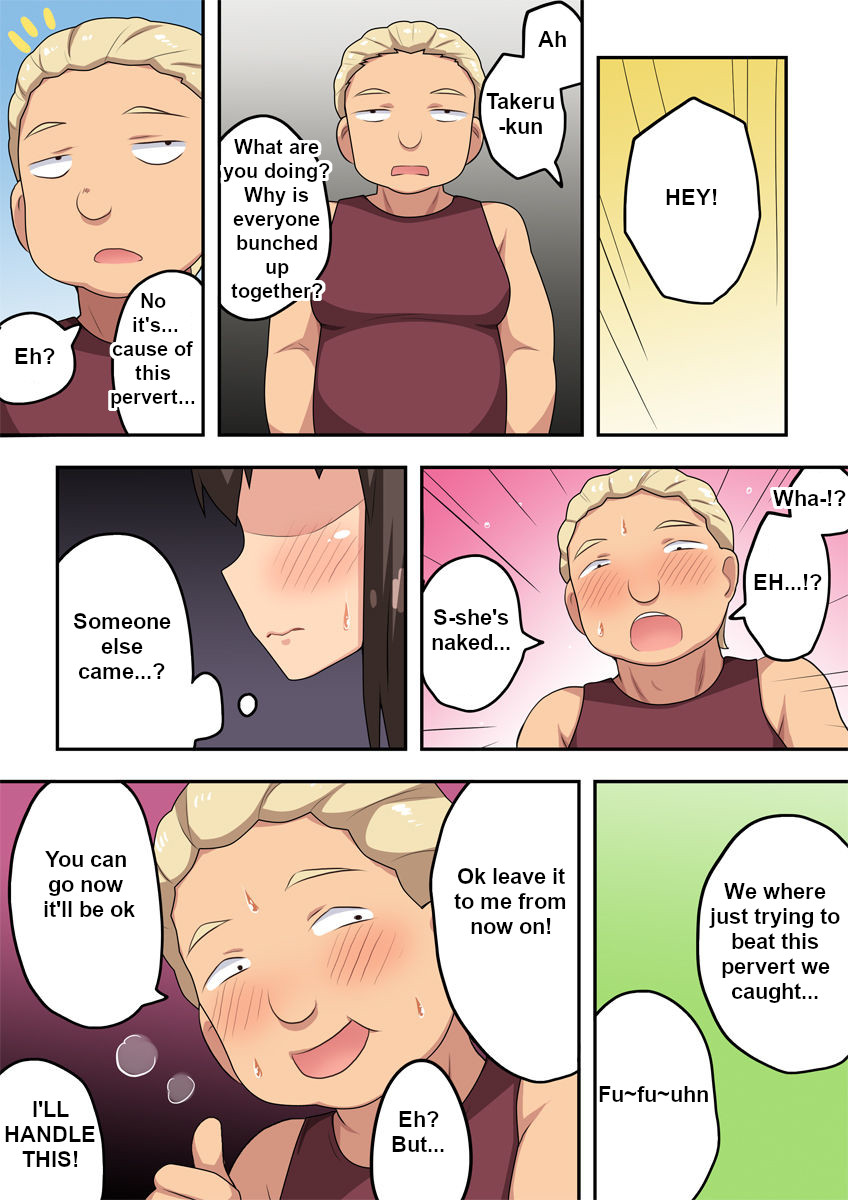 HEY!
Ah
Takeru
-kun
What are
you doing?
Why is
everyone
bunched
up
together?
No
it's...
cause of
this
pervert...
Eh?
Wha-!?
EH...!?
S-she's
naked...
Someone
else
came...?
We where
just trying to
beat this
pervert we
caught...
Fu~fu~uhn
Ok leave it
to me from
now on!
Eh?
But...
You can
go now
it'll be ok
I'LL
HANDLE
THIS!